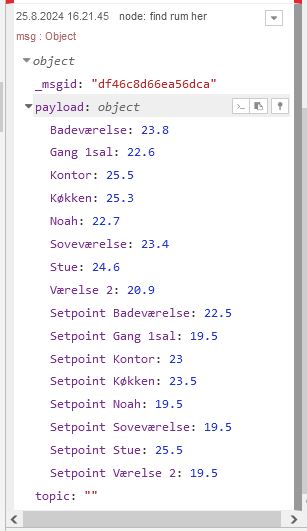 25.8.2024 16.21.45 node: find rum her
msg : Object
object
_msgid: "df46c8d66ea56dca"
payload: object
Badeværelse: 23.8
Gang 1sal: 22.6
Kontor: 25.5
Køkken: 25.3
Noah: 22.7
Soveværelse: 23.4
Stue: 24.6
Værelse 2: 20.9
Setpoint Badeværelse: 22.5
Setpoint Gang 1sal: 19.5
Setpoint Kontor: 23
Setpoint Køkken: 23.5
Setpoint Noah: 19.5
Setpoint Soveværelse: 19.5
Setpoint Stue: 25.5
Setpoint Værelse 2: 19.5
topic: ""